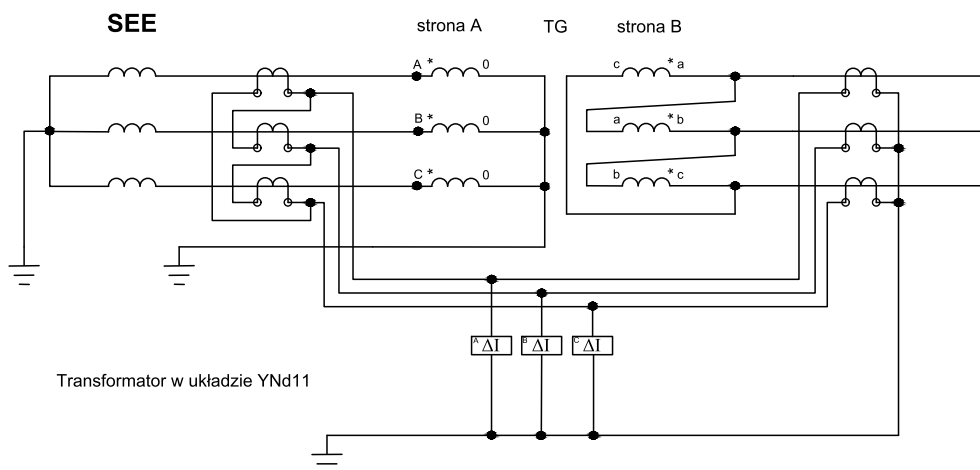 SEE strona A TG strona B
A * 0 c * a
B * 0 a * b
C * 0 b * c
A ΔI B ΔI C ΔI
Transformator w układzie YNd11